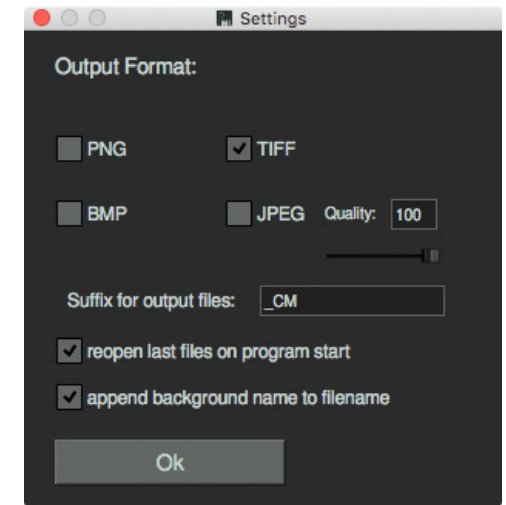 Settings
Output Format:
PNG
TIFF
BMP
JPEG Quality: 100
Suffix for output files: _CM
reopen last files on program start
append background name to filename
Ok